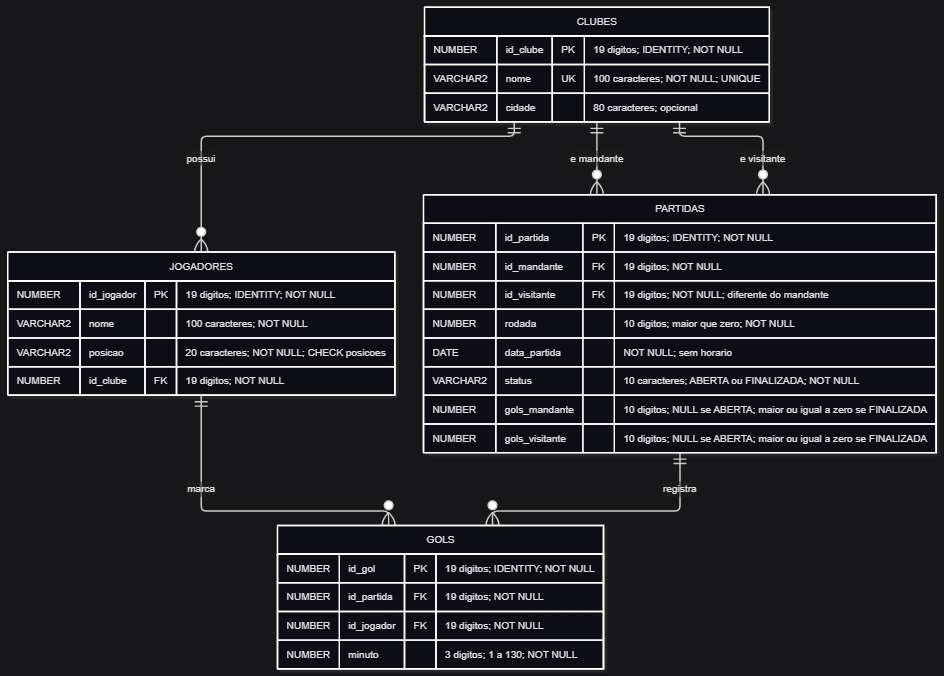 CLUBES
NUMBER id_clube PK 19 digitos; IDENTITY; NOT NULL
VARCHAR2 nome UK 100 caracteres; NOT NULL; UNIQUE
VARCHAR2 cidade 80 caracteres; opcional
possui e mandante e visitante
PARTIDAS
NUMBER id_partida PK 19 digitos; IDENTITY; NOT NULL
NUMBER id_mandante FK 19 digitos; NOT NULL
NUMBER id_visitante FK 19 digitos; NOT NULL; diferente do mandante
NUMBER rodada 10 digitos; maior que zero; NOT NULL
DATE data_partida NOT NULL; sem horario
VARCHAR2 status 10 caracteres; ABERTA ou FINALIZADA; NOT NULL
NUMBER gols_mandante 10 digitos; NULL se ABERTA; maior ou igual a zero se FINALIZADA
NUMBER gols_visitante 10 digitos; NULL se ABERTA; maior ou igual a zero se FINALIZADA
JOGADORES
NUMBER id_jogador PK 19 digitos; IDENTITY; NOT NULL
VARCHAR2 nome 100 caracteres; NOT NULL
VARCHAR2 posicao 20 caracteres; NOT NULL; CHECK posicoes
NUMBER id_clube FK 19 digitos; NOT NULL
marca registra
GOLS
NUMBER id_gol PK 19 digitos; IDENTITY; NOT NULL
NUMBER id_partida FK 19 digitos; NOT NULL
NUMBER id_jogador FK 19 digitos; NOT NULL
NUMBER minuto 3 digitos; 1 a 130; NOT NULL